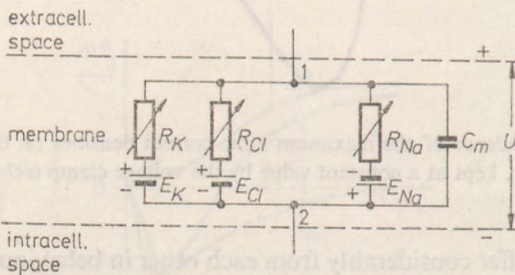 extracell.
space
+
1
membrane
R_K
R_Cl
R_Na
C_m
U
+
E_K
+
−
E_Cl
+
E_Na
2
intracell.
space
−